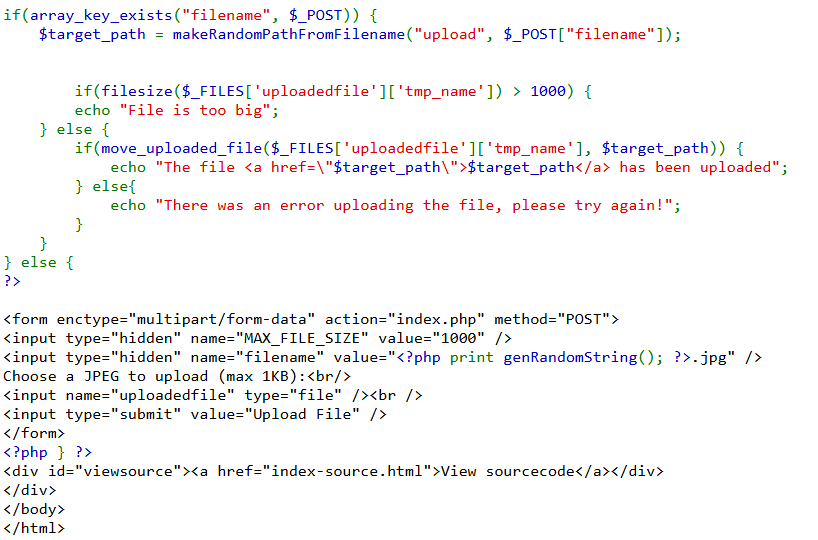 if(array_key_exists("filename", $_POST)) {
    $target_path = makeRandomPathFromFilename("upload", $_POST["filename"]);


        if(filesize($_FILES['uploadedfile']['tmp_name']) > 1000) {
        echo "File is too big";
    } else {
        if(move_uploaded_file($_FILES['uploadedfile']['tmp_name'], $target_path)) {
            echo "The file <a href=\"$target_path\">$target_path</a> has been uploaded";
        } else{
            echo "There was an error uploading the file, please try again!";
        }
    }
} else {
?>

<form enctype="multipart/form-data" action="index.php" method="POST">
<input type="hidden" name="MAX_FILE_SIZE" value="1000" />
<input type="hidden" name="filename" value="<?php print genRandomString(); ?>.jpg" />
Choose a JPEG to upload (max 1KB):<br/>
<input name="uploadedfile" type="file" /><br />
<input type="submit" value="Upload File" />
</form>
<?php } ?>
<div id="viewsource"><a href="index-source.html">View sourcecode</a></div>
</div>
</body>
</html>